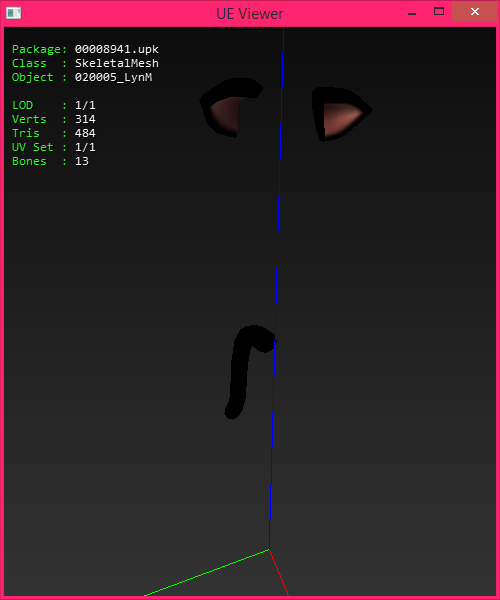 UE Viewer
Package: 00008941.upk
Class  : SkeletalMesh
Object : 020005_LynM
LOD    : 1/1
Verts  : 314
Tris   : 484
UV Set : 1/1
Bones  : 13